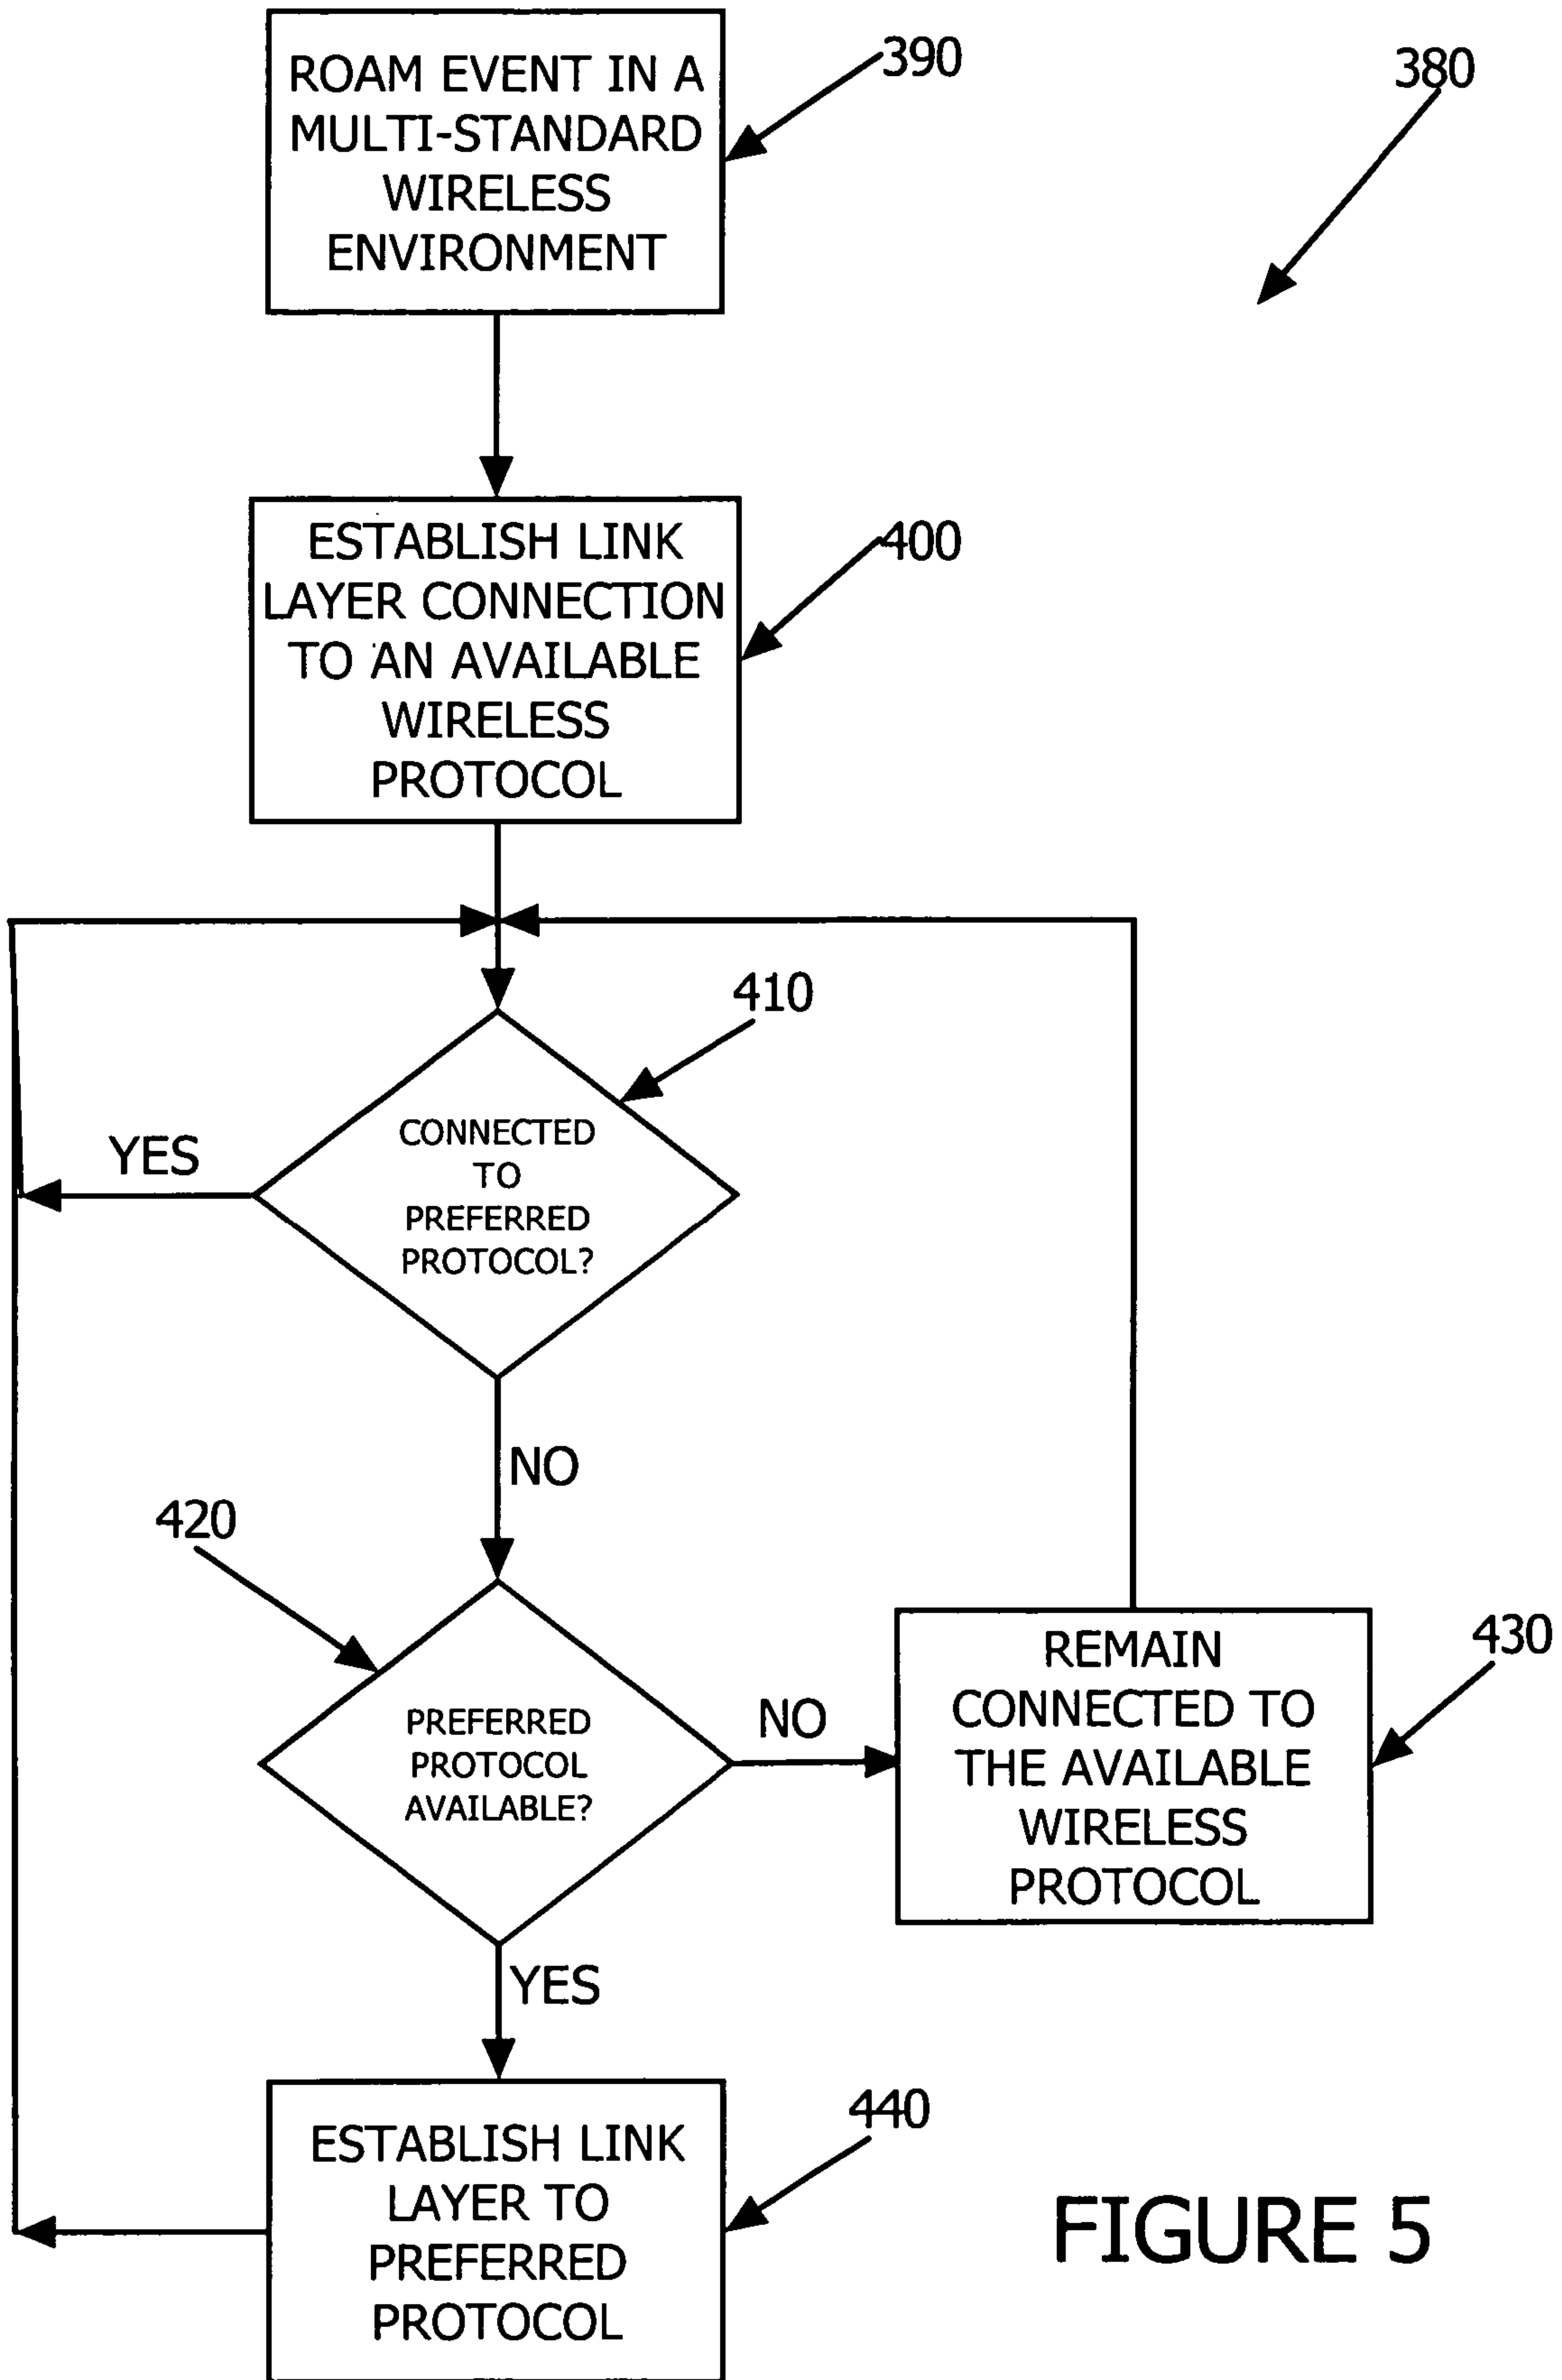 ROAM EVENT IN A
MULTI-STANDARD
WIRELESS
ENVIRONMENT
390
380
ESTABLISH LINK
LAYER CONNECTION
TO AN AVAILABLE
WIRELESS
PROTOCOL
400
410
CONNECTED
TO
PREFERRED
PROTOCOL?
YES
NO
420
PREFERRED
PROTOCOL
AVAILABLE?
NO
REMAIN
CONNECTED TO
THE AVAILABLE
WIRELESS
PROTOCOL
430
YES
ESTABLISH LINK
LAYER TO
PREFERRED
PROTOCOL
440
FIGURE 5